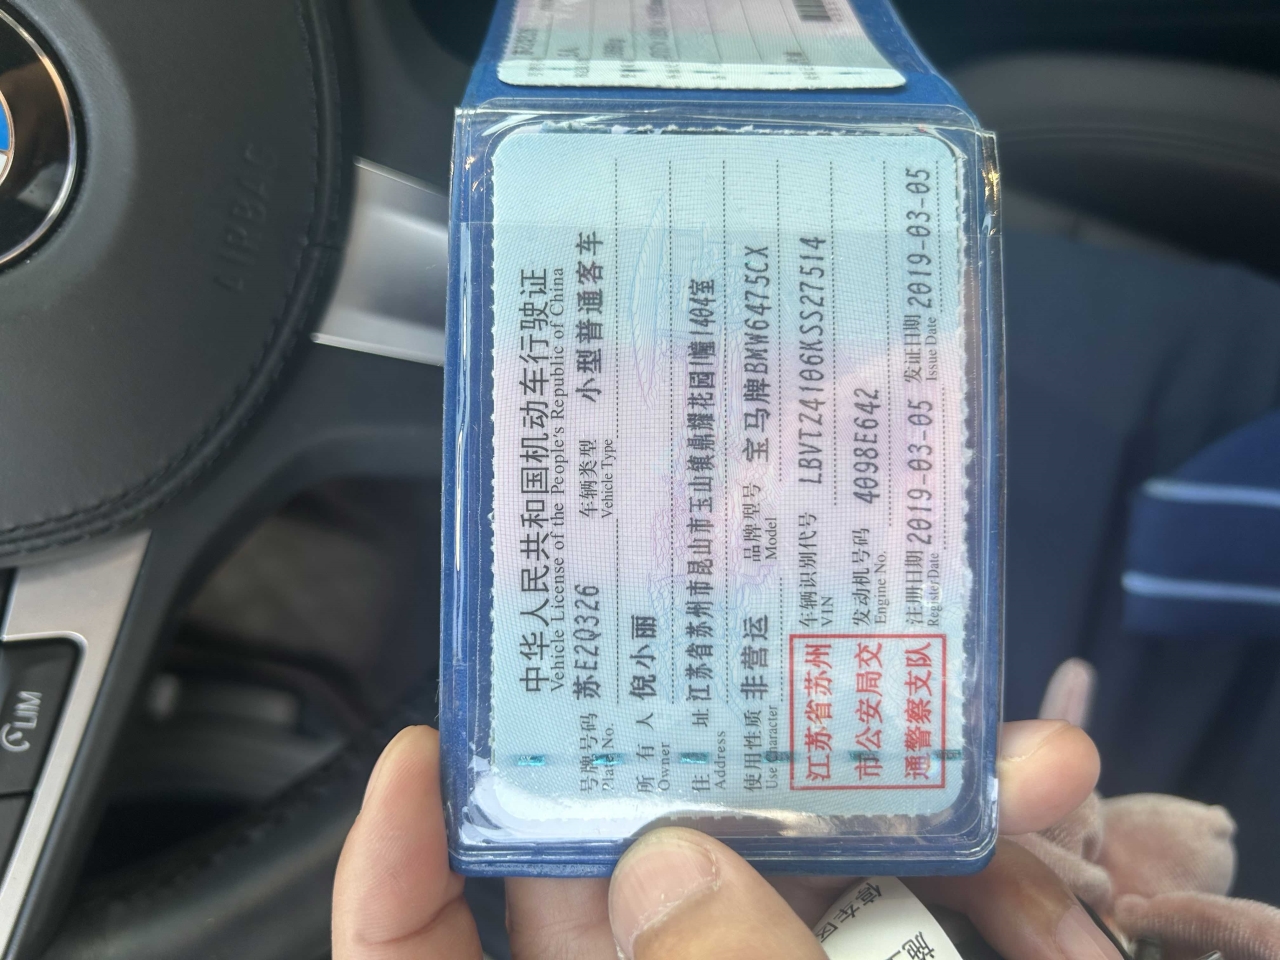 中华人民共和国机动车行驶证
Vehicle License of the People's Republic of China
号牌号码 苏E2Q326 车辆类型 小型普通客车
Plate No. Vehicle Type
所有人 倪小丽
Owner
住址 江苏省苏州市昆山市玉山镇鼎耀花园1幢1404室
Address
使用性质 非营运 品牌型号 宝马牌BMW6475CX
Use Character Model
车辆识别代号 LBVTZ4106KSS27514
VIN
发动机号码 4098E642
Engine No.
注册日期 2019-03-05 发证日期 2019-03-05
Register Date Issue Date
江苏省苏州
市公安局交
通警察支队
AIRBAG
LIM
停车区